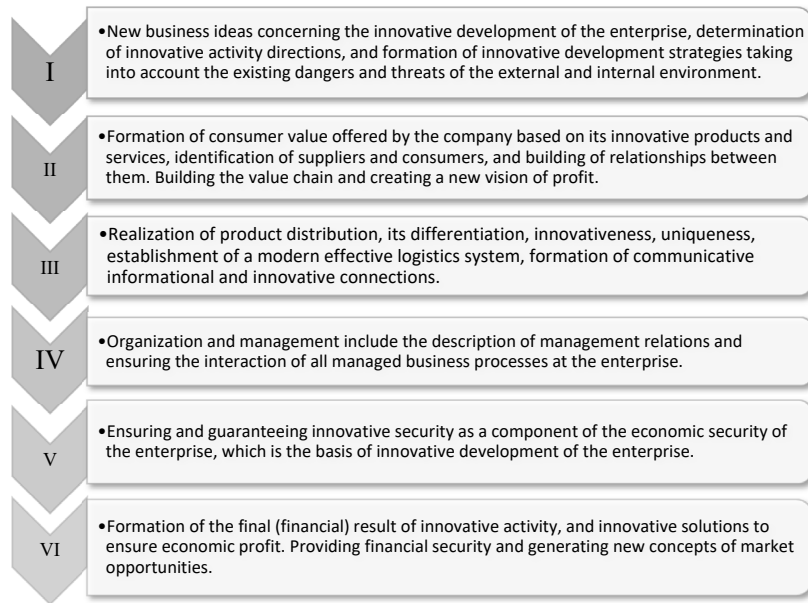 I
•New business ideas concerning the innovative development of the enterprise, determination
of innovative activity directions, and formation of innovative development strategies taking
into account the existing dangers and threats of the external and internal environment.
II
•Formation of consumer value offered by the company based on its innovative products and
services, identification of suppliers and consumers, and building of relationships between
them. Building the value chain and creating a new vision of profit.
III
•Realization of product distribution, its differentiation, innovativeness, uniqueness,
establishment of a modern effective logistics system, formation of communicative
informational and innovative connections.
IV
•Organization and management include the description of management relations and
ensuring the interaction of all managed business processes at the enterprise.
V
•Ensuring and guaranteeing innovative security as a component of the economic security of
the enterprise, which is the basis of innovative development of the enterprise.
VI
•Formation of the final (financial) result of innovative activity, and innovative solutions to
ensure economic profit. Providing financial security and generating new concepts of market
opportunities.